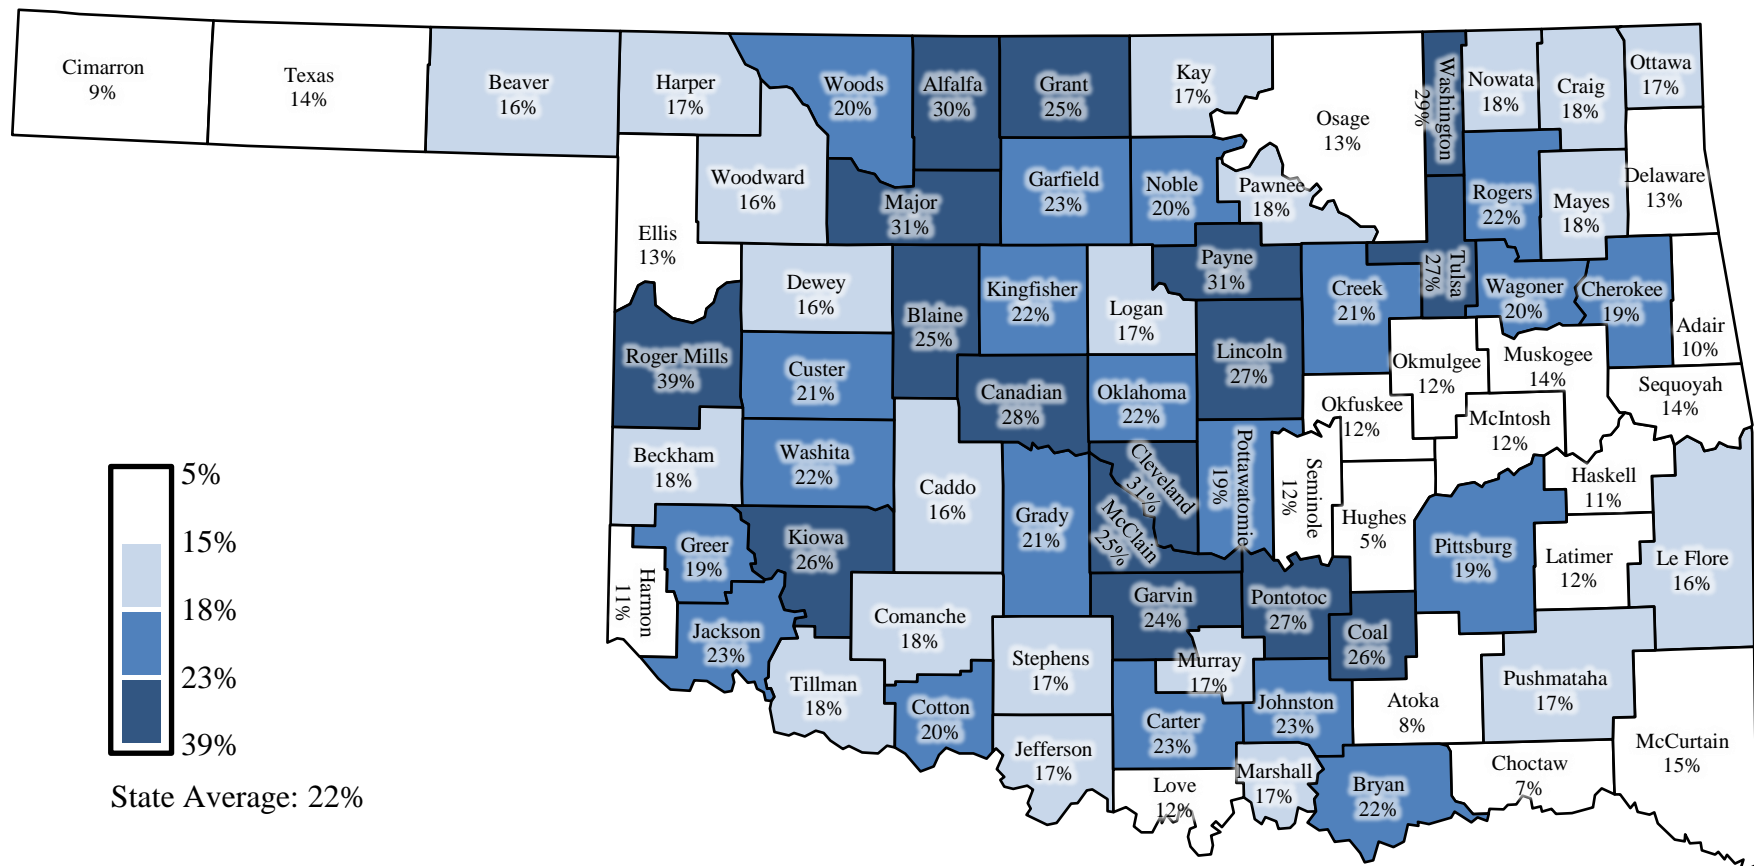 Cimarron
9%
Texas
14%
Beaver
16%
Harper
17%
Woods
20%
Alfalfa
30%
Grant
25%
Kay
17%
Osage
13%
Washington
29%
Nowata
18%
Craig
18%
Ottawa
17%
Woodward
16%
Major
31%
Garfield
23%
Noble
20%
Pawnee
18%
Rogers
22%
Mayes
18%
Delaware
13%
Ellis
13%
Dewey
16%
Blaine
25%
Kingfisher
22%
Logan
17%
Payne
31%
Creek
21%
Tulsa
27%
Wagoner
20%
Cherokee
19%
Adair
10%
Roger Mills
39%
Custer
21%
Canadian
28%
Oklahoma
22%
Lincoln
27%
Okmulgee
12%
Muskogee
14%
Sequoyah
14%
Okfuskee
12%
McIntosh
12%
Beckham
18%
Washita
22%
Caddo
16%
Grady
21%
Cleveland
31%
McClain
25%
Pottawatomie
19%
Seminole
12%
Hughes
5%
Haskell
11%
Pittsburg
19%
Latimer
12%
Le Flore
16%
Greer
19%
Kiowa
26%
Harmon
11%
Jackson
23%
Comanche
18%
Garvin
24%
Pontotoc
27%
Coal
26%
Tillman
18%
Stephens
17%
Murray
17%
Cotton
20%
Carter
23%
Johnston
23%
Atoka
8%
Pushmataha
17%
McCurtain
15%
Jefferson
17%
Love
12%
Marshall
17%
Bryan
22%
Choctaw
7%
5%
15%
18%
23%
39%
State Average: 22%